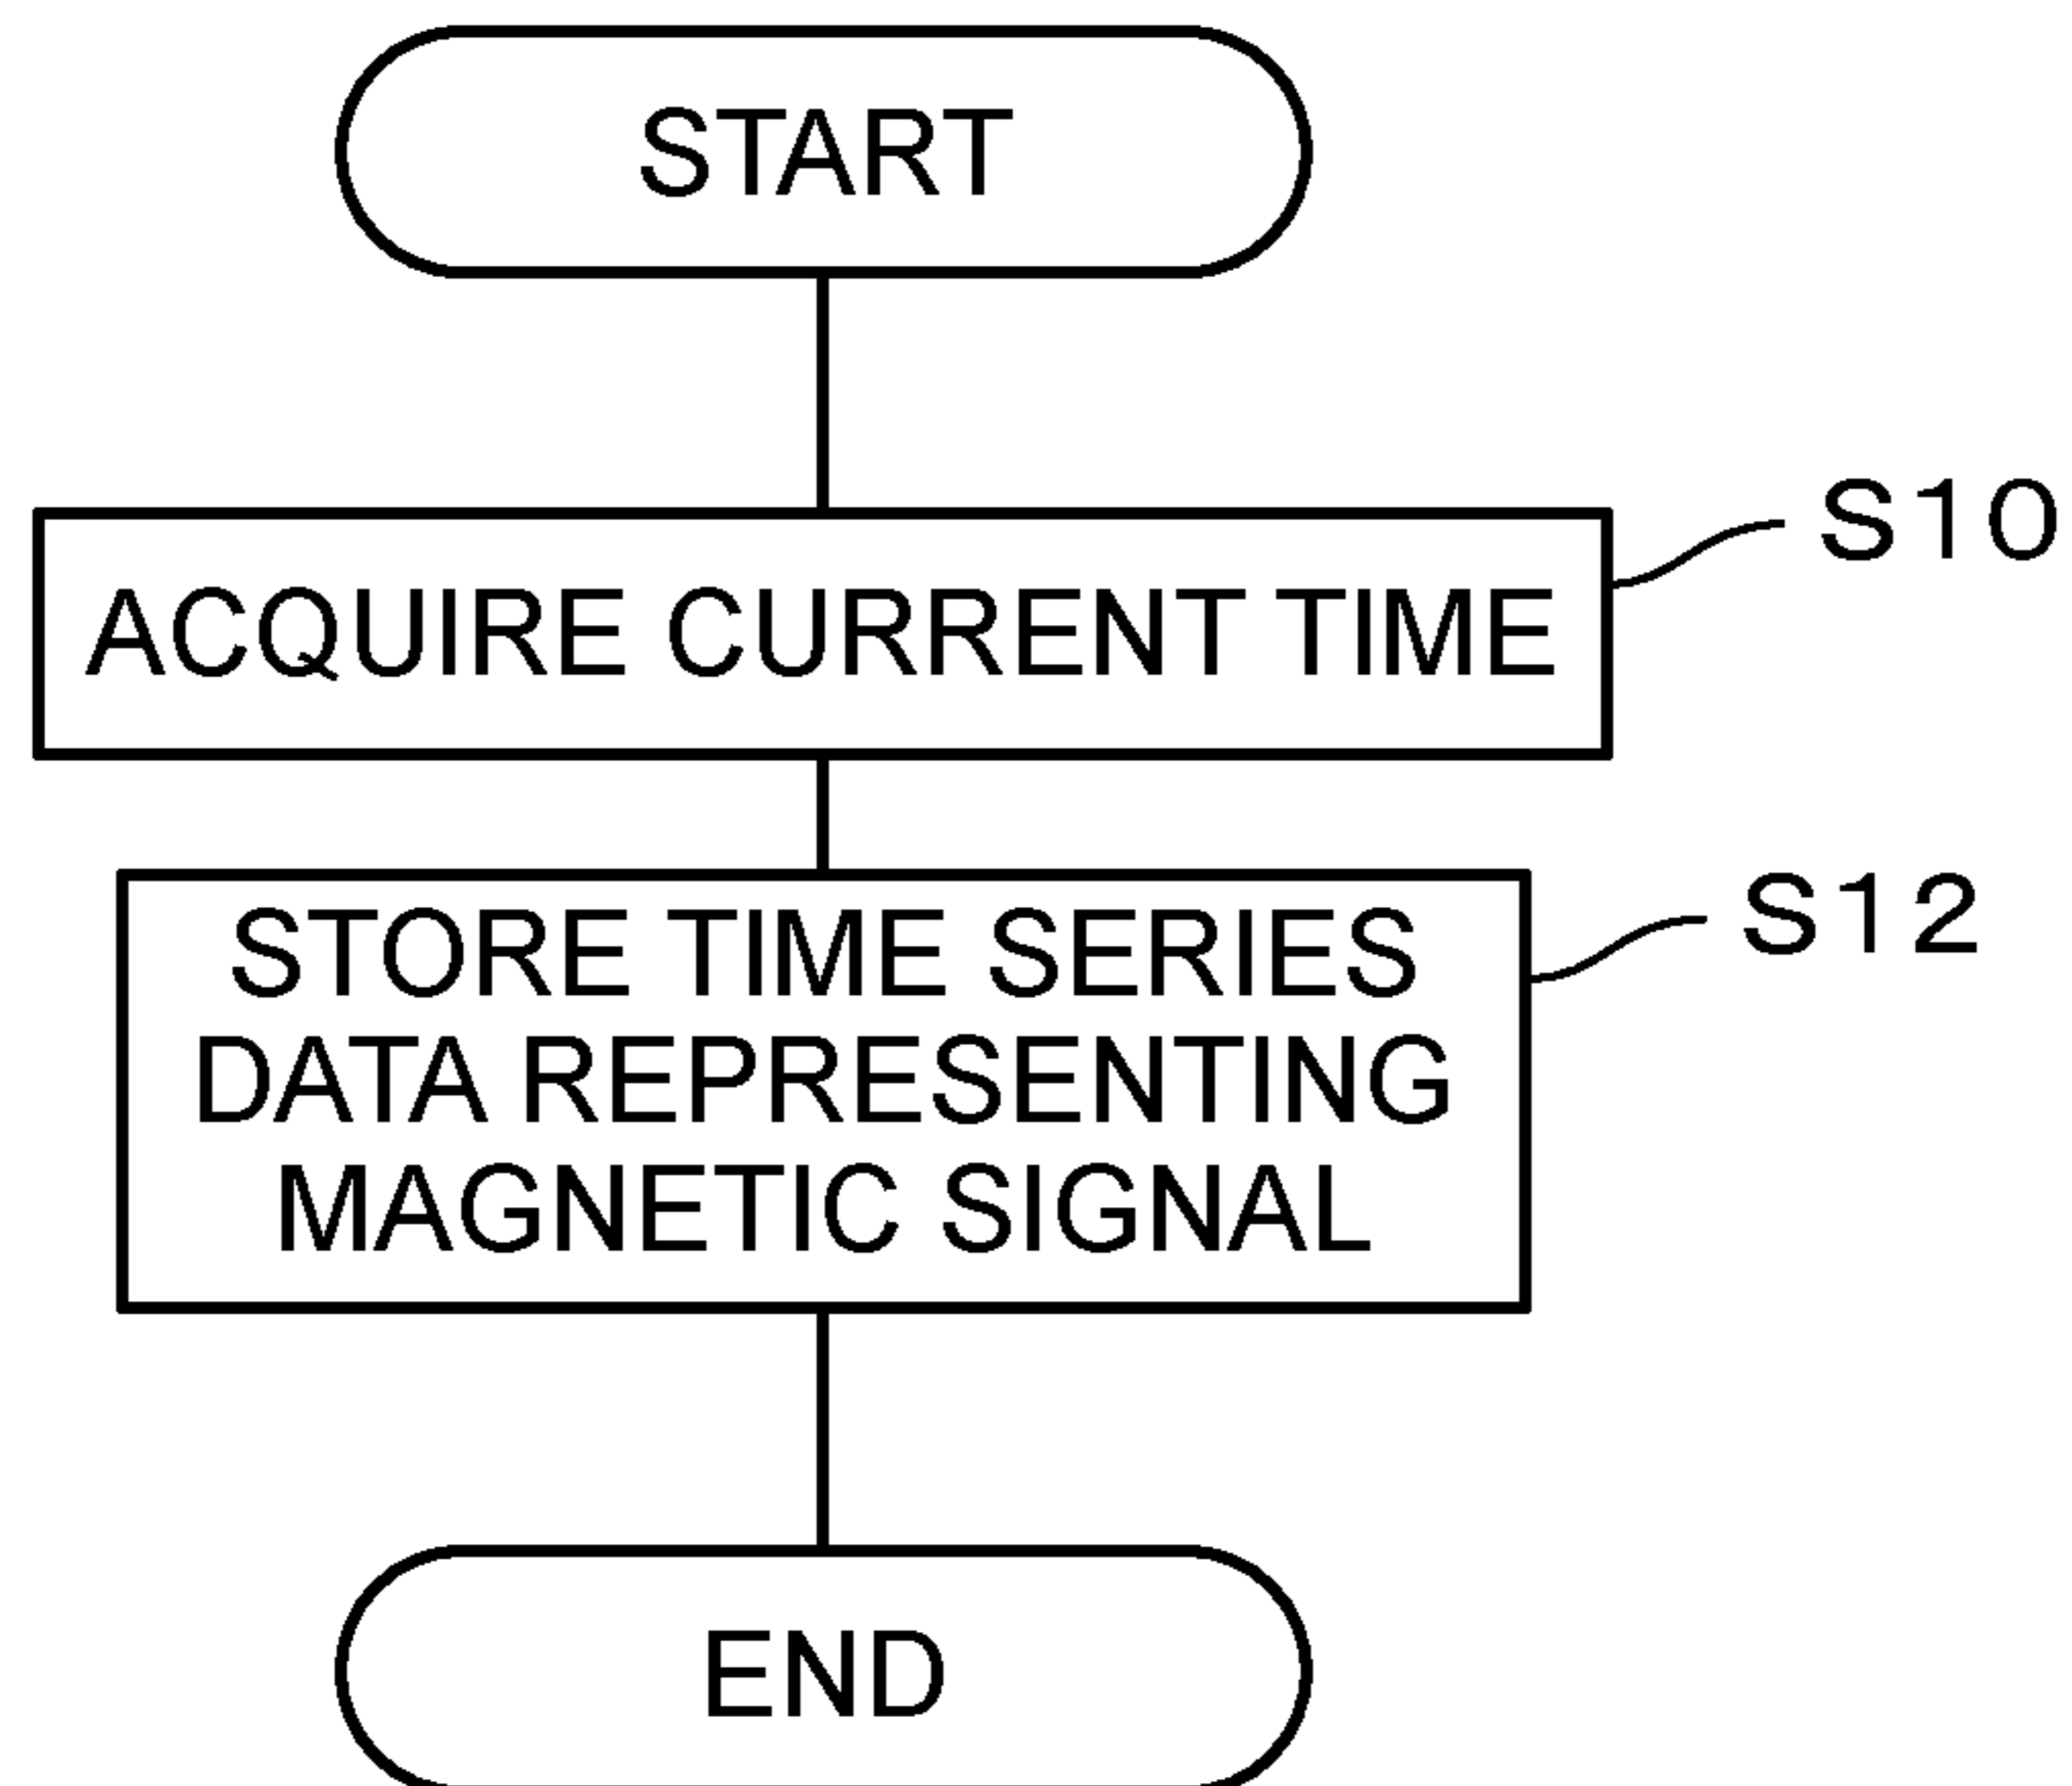 START
ACQUIRE CURRENT TIME
S10
STORE TIME SERIES
DATA REPRESENTING
MAGNETIC SIGNAL
S12
END